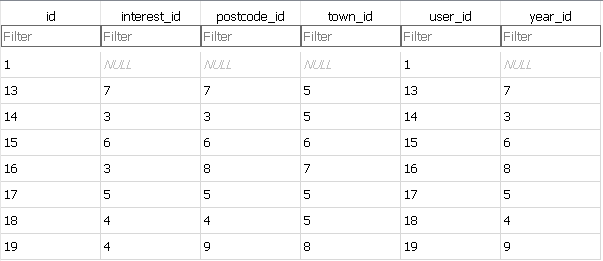 id interest_id postcode_id town_id user_id year_id
Filter Filter Filter Filter Filter Filter
1 NULL NULL NULL 1 NULL
13 7 7 5 13 7
14 3 3 5 14 3
15 6 6 6 15 6
16 3 8 7 16 8
17 5 5 5 17 5
18 4 4 5 18 4
19 4 9 8 19 9